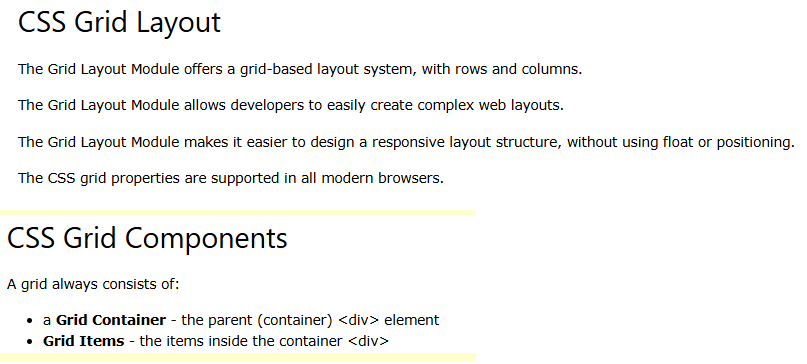 CSS Grid Layout
The Grid Layout Module offers a grid-based layout system, with rows and columns.
The Grid Layout Module allows developers to easily create complex web layouts.
The Grid Layout Module makes it easier to design a responsive layout structure, without using float or positioning.
The CSS grid properties are supported in all modern browsers.
CSS Grid Components
A grid always consists of:
• a Grid Container - the parent (container) <div> element
• Grid Items - the items inside the container <div>